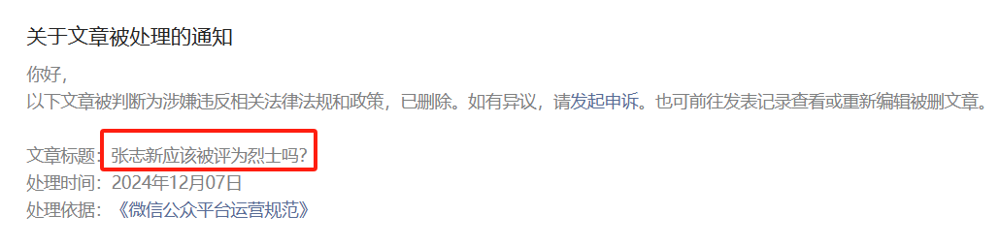 关于文章被处理的通知
你好，
以下文章被判断为涉嫌违反相关法律法规和政策，已删除。如有异议，请发起申诉。也可前往发表记录查看或重新编辑被删文章。
文章标题：张志新应该被评为烈士吗？
处理时间：2024年12月07日
处理依据：《微信公众平台运营规范》